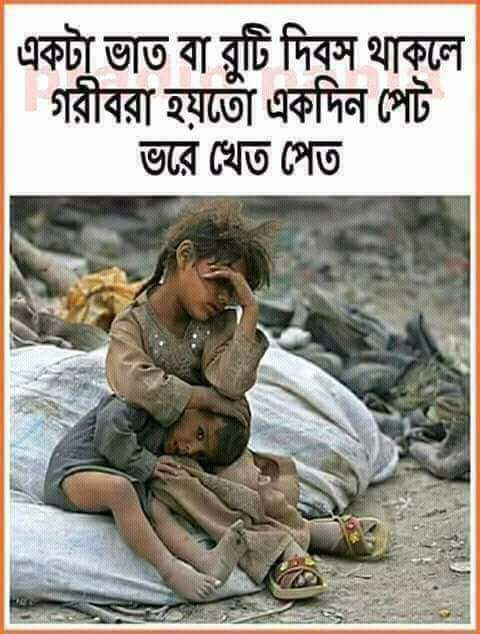 একটা ভাত বা রুটি দিবস থাকলে
গরীবরা হয়তো একদিন পেট
ভরে খেত পেত